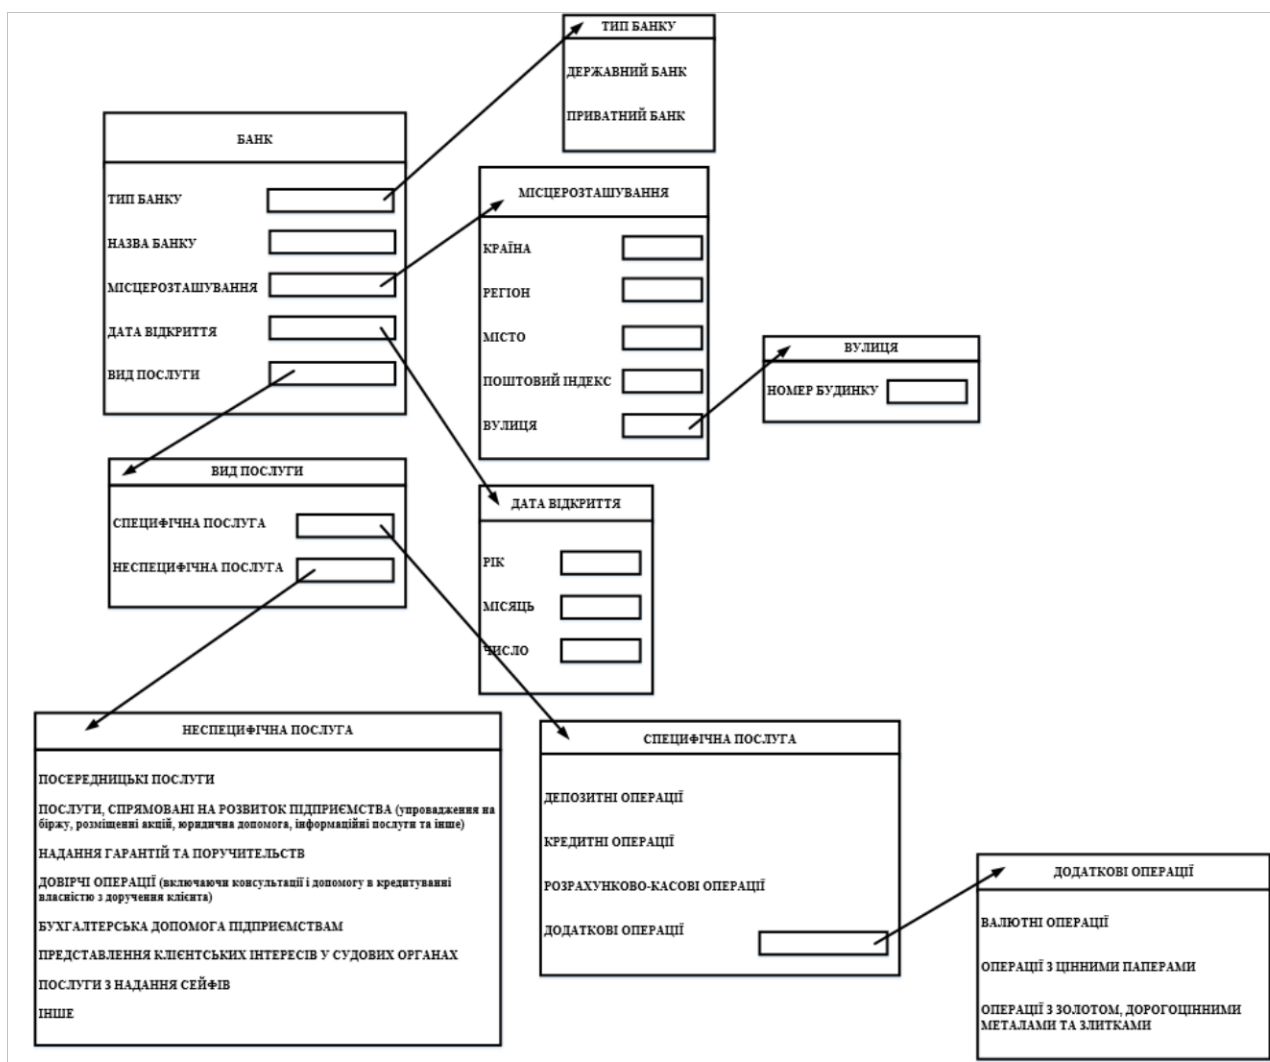 ТИП БАНКУ
ДЕРЖАВНИЙ БАНК
ПРИВАТНИЙ БАНК
БАНК
ТИП БАНКУ
НАЗВА БАНКУ
МІСЦЕРОЗТАШУВАННЯ
ДАТА ВІДКРИТТЯ
ВИД ПОСЛУГИ
МІСЦЕРОЗТАШУВАННЯ
КРАЇНА
РЕГІОН
МІСТО
ПОШТОВИЙ ІНДЕКС
ВУЛИЦЯ
ВУЛИЦЯ
НОМЕР БУДИНКУ
ВИД ПОСЛУГИ
СПЕЦИФІЧНА ПОСЛУГА
НЕСПЕЦИФІЧНА ПОСЛУГА
ДАТА ВІДКРИТТЯ
РІК
МІСЯЦЬ
ЧИСЛО
НЕСПЕЦИФІЧНА ПОСЛУГА
ПОСЕРЕДНИЦЬКІ ПОСЛУГИ
ПОСЛУГИ, СПРЯМОВАНІ НА РОЗВИТОК ПІДПРИЄМСТВА (упровадження на
біржу, розміщенні акцій, юридична допомога, інформаційні послуги та інше)
НАДАННЯ ГАРАНТІЙ ТА ПОРУЧИТЕЛЬСТВ
ДОВІРЧІ ОПЕРАЦІЇ (включаючи консультації і допомогу в кредитуванні
власністю з доручення клієнта)
БУХГАЛТЕРСЬКА ДОПОМОГА ПІДПРИЄМСТВАМ
ПРЕДСТАВЛЕННЯ КЛІЄНТСЬКИХ ІНТЕРЕСІВ У СУДОВИХ ОРГАНАХ
ПОСЛУГИ З НАДАННЯ СЕЙФІВ
ІНШЕ
СПЕЦИФІЧНА ПОСЛУГА
ДЕПОЗИТНІ ОПЕРАЦІЇ
КРЕДИТНІ ОПЕРАЦІЇ
РОЗРАХУНКОВО-КАСОВІ ОПЕРАЦІЇ
ДОДАТКОВІ ОПЕРАЦІЇ
ДОДАТКОВІ ОПЕРАЦІЇ
ВАЛЮТНІ ОПЕРАЦІЇ
ОПЕРАЦІЇ З ЦІННИМИ ПАПЕРАМИ
ОПЕРАЦІЇ З ЗОЛОТОМ, ДОРОГОЦІННИМИ
МЕТАЛАМИ ТА ЗЛИТКАМИ